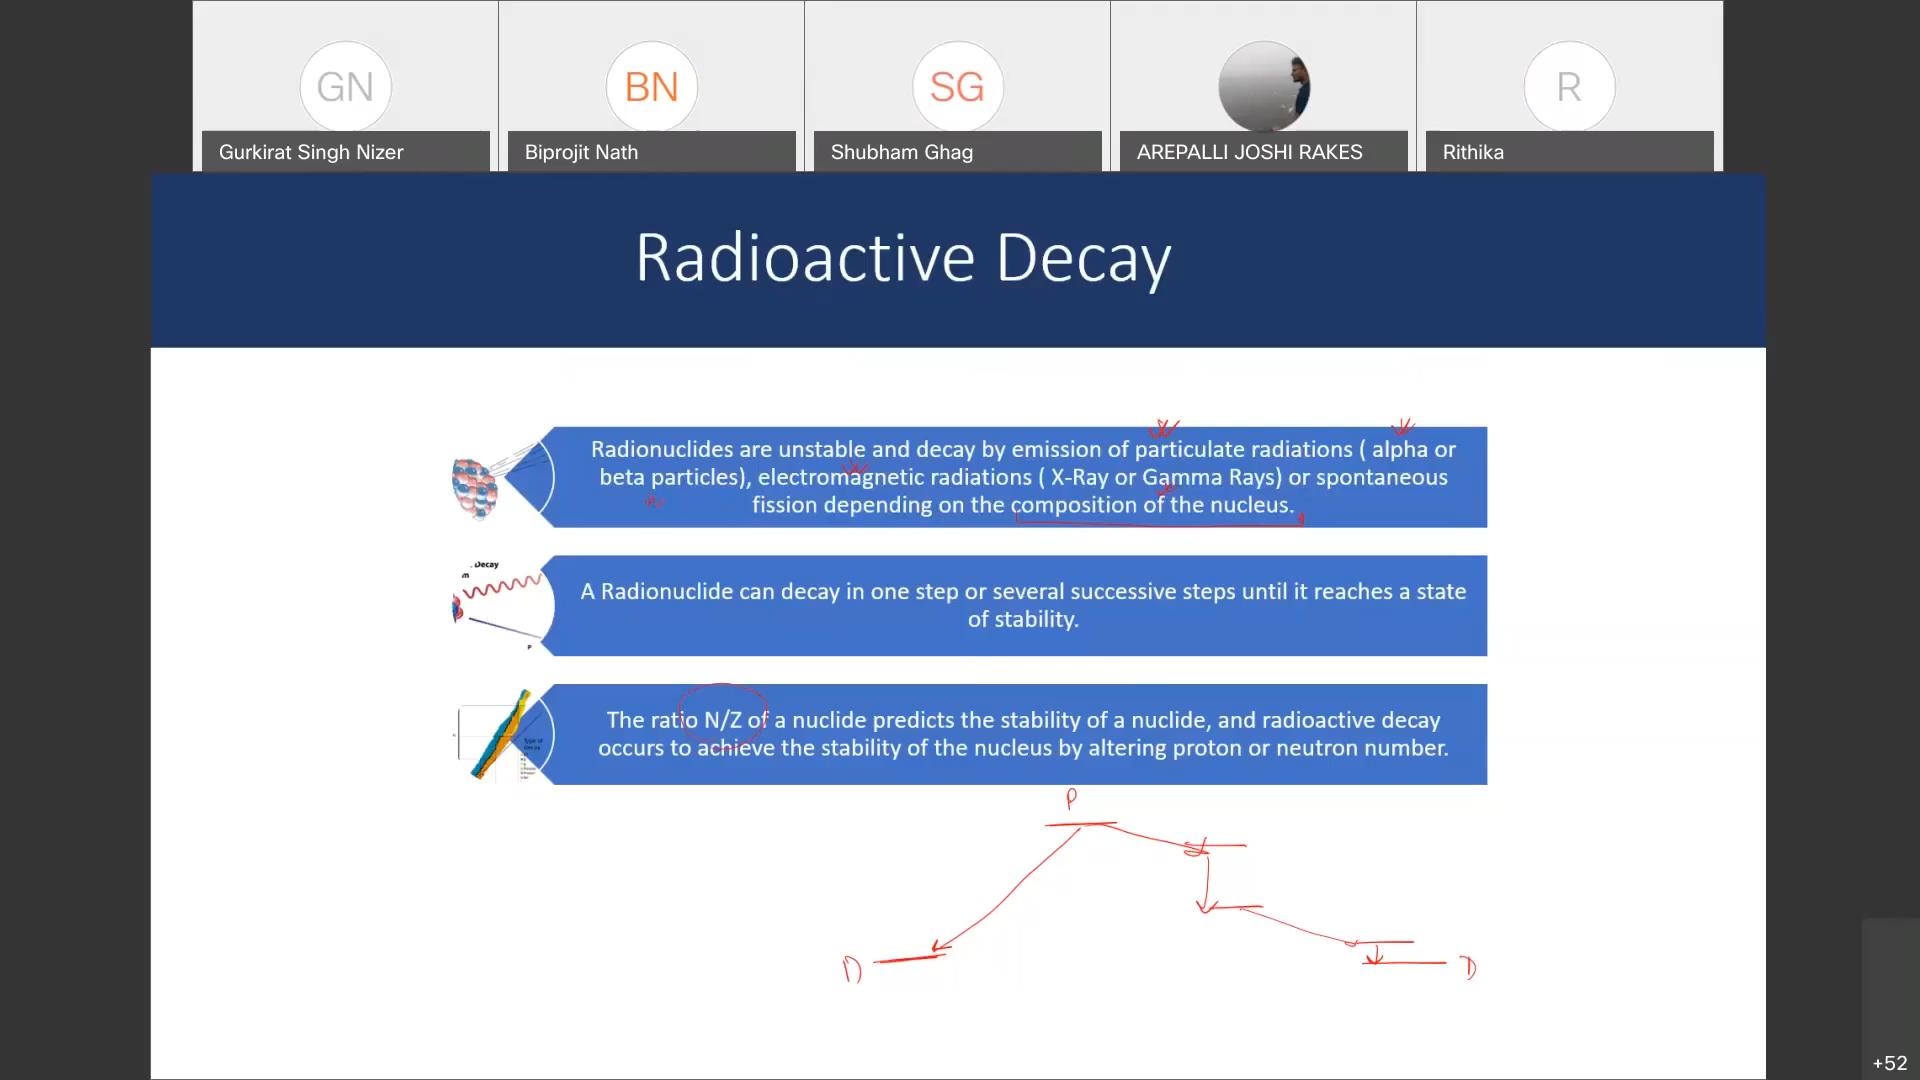 GN
BN
SG
R
Gurkirat Singh Nizer
Biprojit Nath
Shubham Ghag
AREPALLI JOSHI RAKES
Rithika
Radioactive Decay
Radionuclides are unstable and decay by emission of particulate radiations ( alpha or
beta particles), electromagnetic radiations ( X-Ray or Gamma Rays) or spontaneous
fission depending on the composition of the nucleus.
Decay
A Radionuclide can decay in one step or several successive steps until it reaches a state
of stability.
P
The ratio N/Z of a nuclide predicts the stability of a nuclide, and radioactive decay
occurs to achieve the stability of the nucleus by altering proton or neutron number.
P
D
D
+52